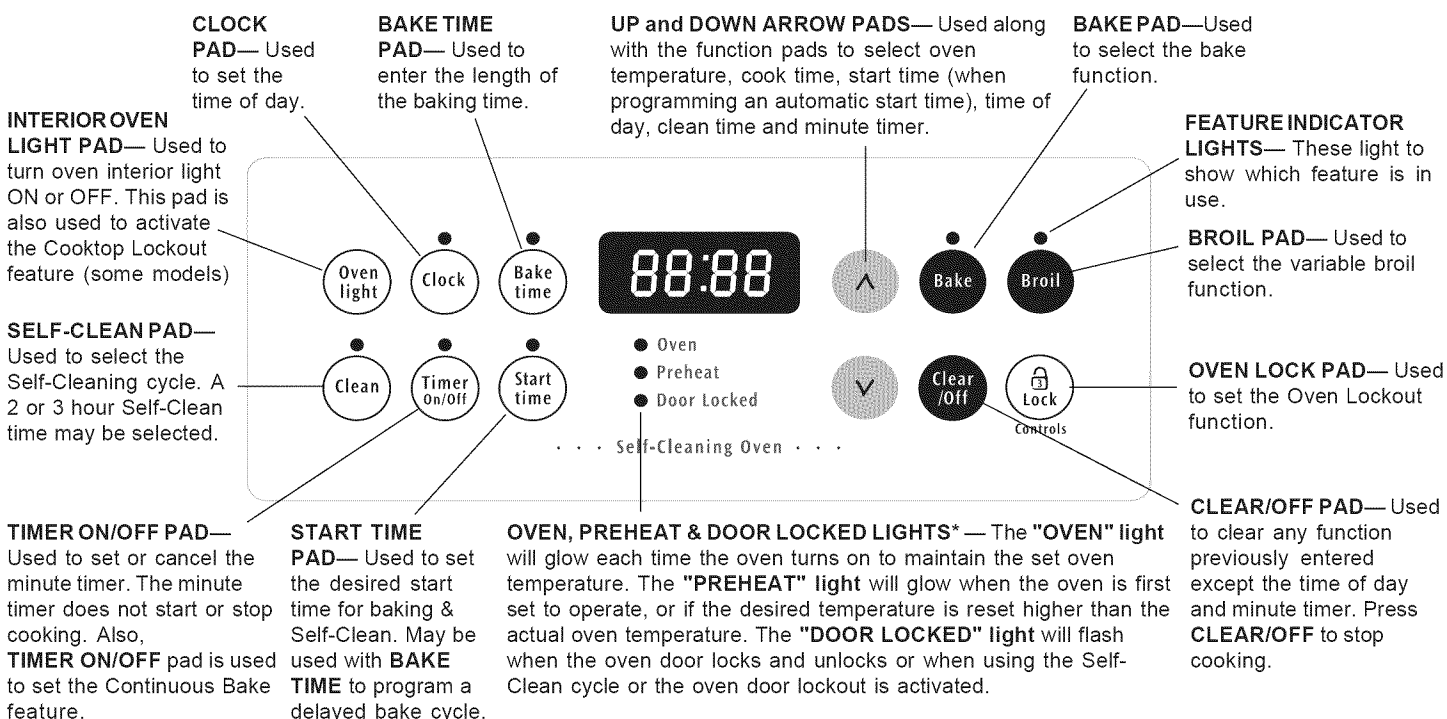 CLOCK
PAD— Used
to set the
time of day.
BAKE TIME
PAD— Used to
enter the length of
the baking time.
UP and DOWN ARROW PADS— Used along
with the function pads to select oven
temperature, cook time, start time (when
programming an automatic start time), time of
day, clean time and minute timer.
BAKE PAD—Used
to select the bake
function.
INTERIOR OVEN
LIGHT PAD— Used to
turn oven interior light
ON or OFF. This pad is
also used to activate
the Cooktop Lockout
feature (some models)
FEATURE INDICATOR
LIGHTS— These light to
show which feature is in
use.
BROIL PAD— Used to
select the variable broil
function.
Oven
light
Clock
Bake
time
88:88
^
Bake
Broil
SELF-CLEAN PAD—
Used to select the
Self-Cleaning cycle. A
2 or 3 hour Self-Clean
time may be selected.
Clean
Timer
On/Off
Start
time
Oven
Preheat
Door Locked
Clear
/Off
3
Lock
Controls
· · · Self-Cleaning Oven · · ·
OVEN LOCK PAD— Used
to set the Oven Lockout
function.
TIMER ON/OFF PAD—
Used to set or cancel the
minute timer. The minute
timer does not start or stop
cooking. Also,
TIMER ON/OFF pad is used
to set the Continuous Bake
feature.
START TIME
PAD— Used to set
the desired start
time for baking &
Self-Clean. May be
used with BAKE
TIME to program a
delayed bake cycle.
OVEN, PREHEAT & DOOR LOCKED LIGHTS* — The "OVEN" light
will glow each time the oven turns on to maintain the set oven
temperature. The "PREHEAT" light will glow when the oven is first
set to operate, or if the desired temperature is reset higher than the
actual oven temperature. The "DOOR LOCKED" light will flash
when the oven door locks and unlocks or when using the Self-
Clean cycle or the oven door lockout is activated.
CLEAR/OFF PAD— Used
to clear any function
previously entered
except the time of day
and minute timer. Press
CLEAR/OFF to stop
cooking.